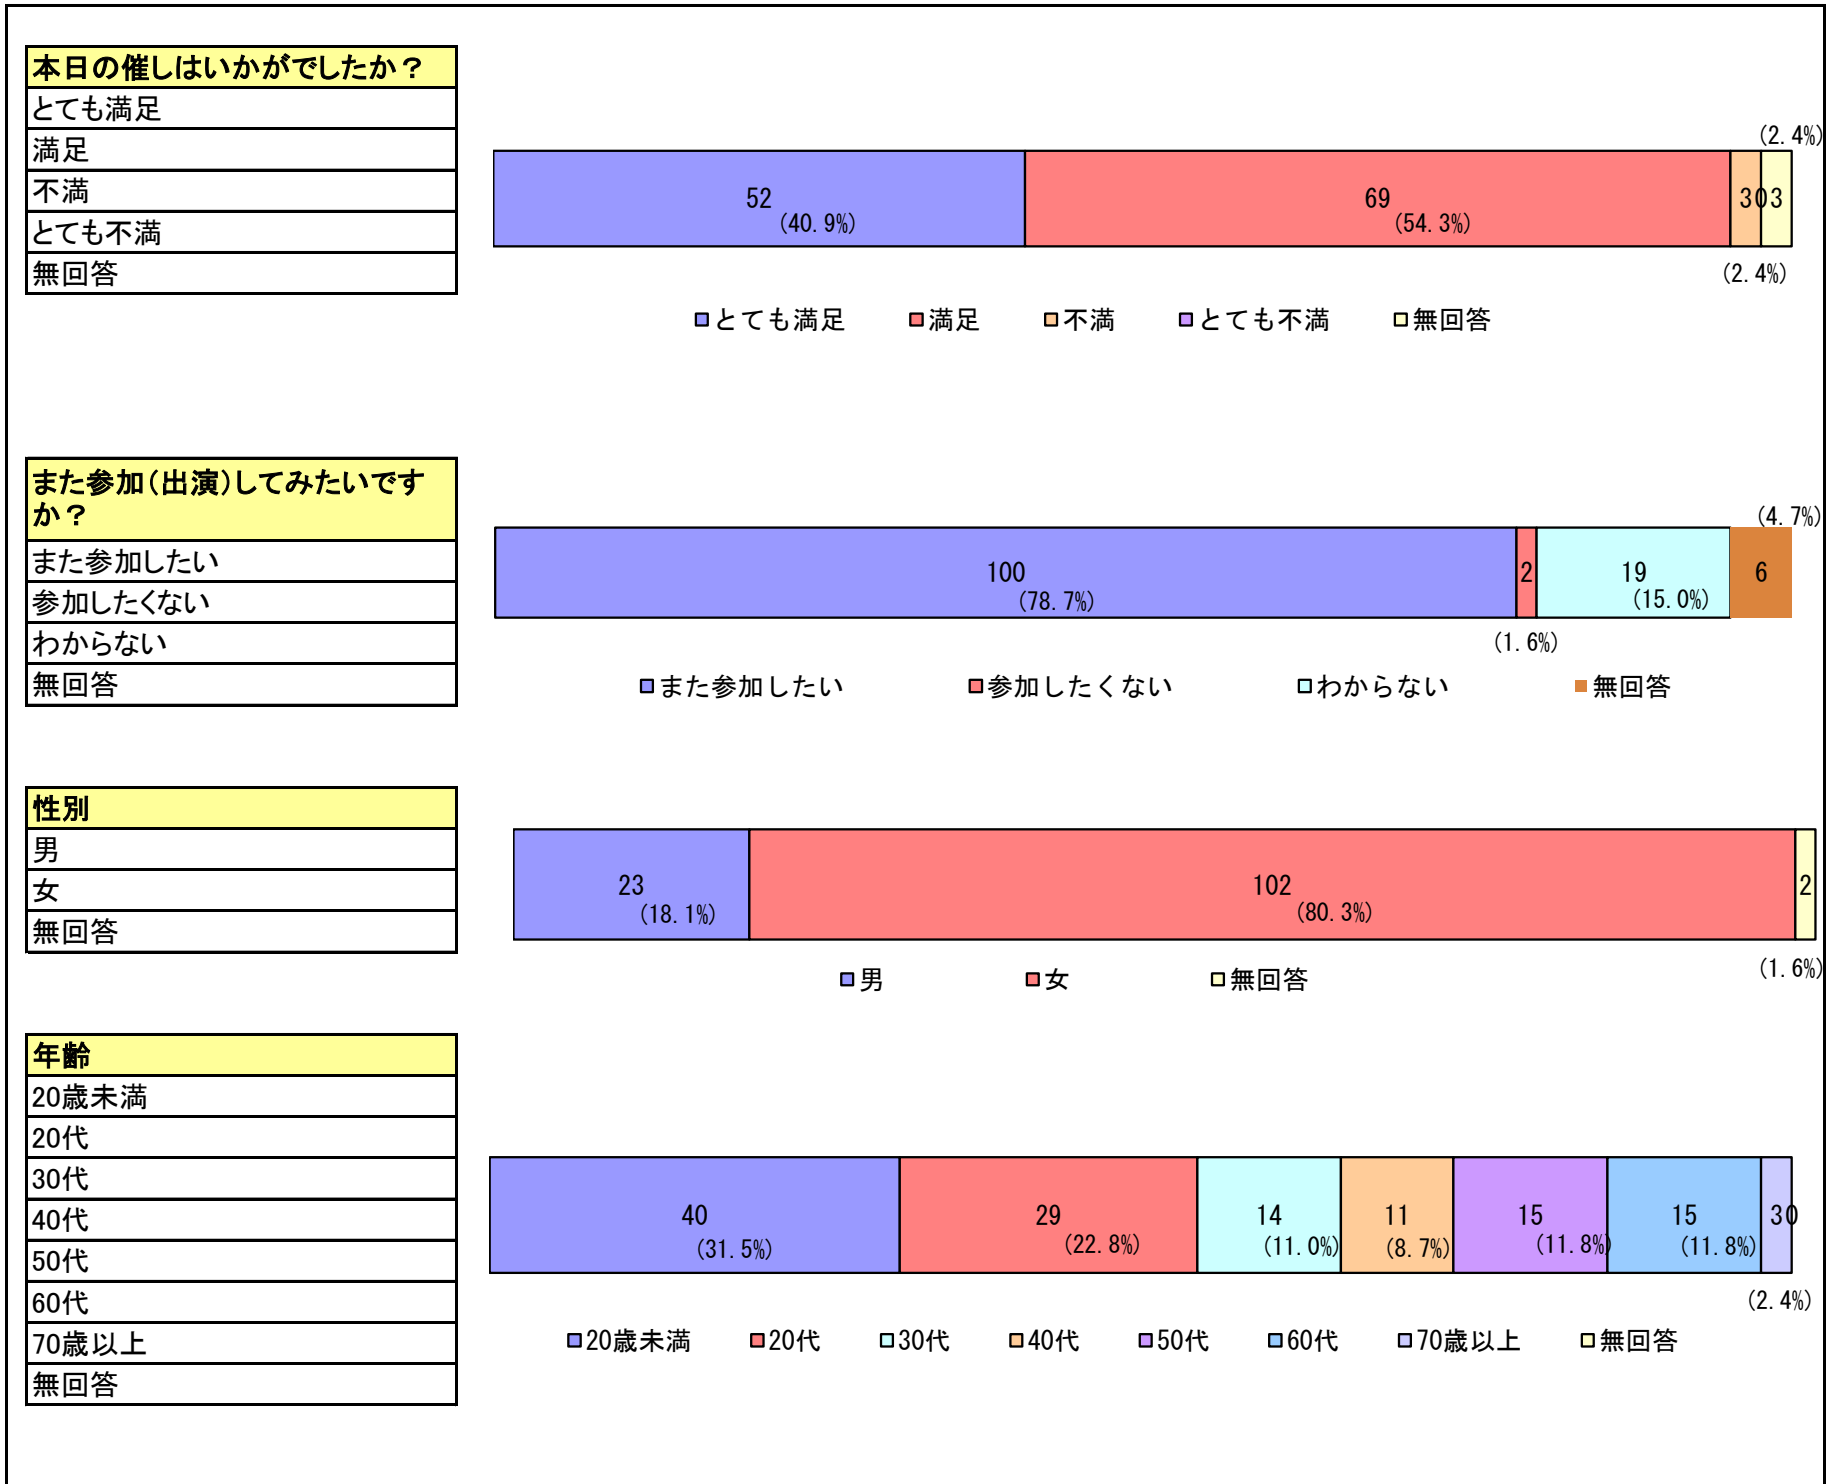 本日の催しはいかがでしたか？
とても満足
満足
不満
とても不満
無回答
(2.4%)
52 69 3 0 3
(40.9%) (54.3%)
(2.4%)
とても満足 満足 不満 とても不満 無回答
また参加（出演）してみたいです
か？
また参加したい
参加したくない
わからない
無回答
(4.7%)
100 2 19 6
(78.7%) (15.0%)
(1.6%)
また参加したい 参加したくない わからない 無回答
性別
男
女
無回答
23 102 2
(18.1%) (80.3%)
(1.6%)
男 女 無回答
年齢
20歳未満
20代
30代
40代
50代
60代
70歳以上
無回答
40 29 14 11 15 15 3 0
(31.5%) (22.8%) (11.0%) (8.7%) (11.8%) (11.8%)
(2.4%)
20歳未満 20代 30代 40代 50代 60代 70歳以上 無回答